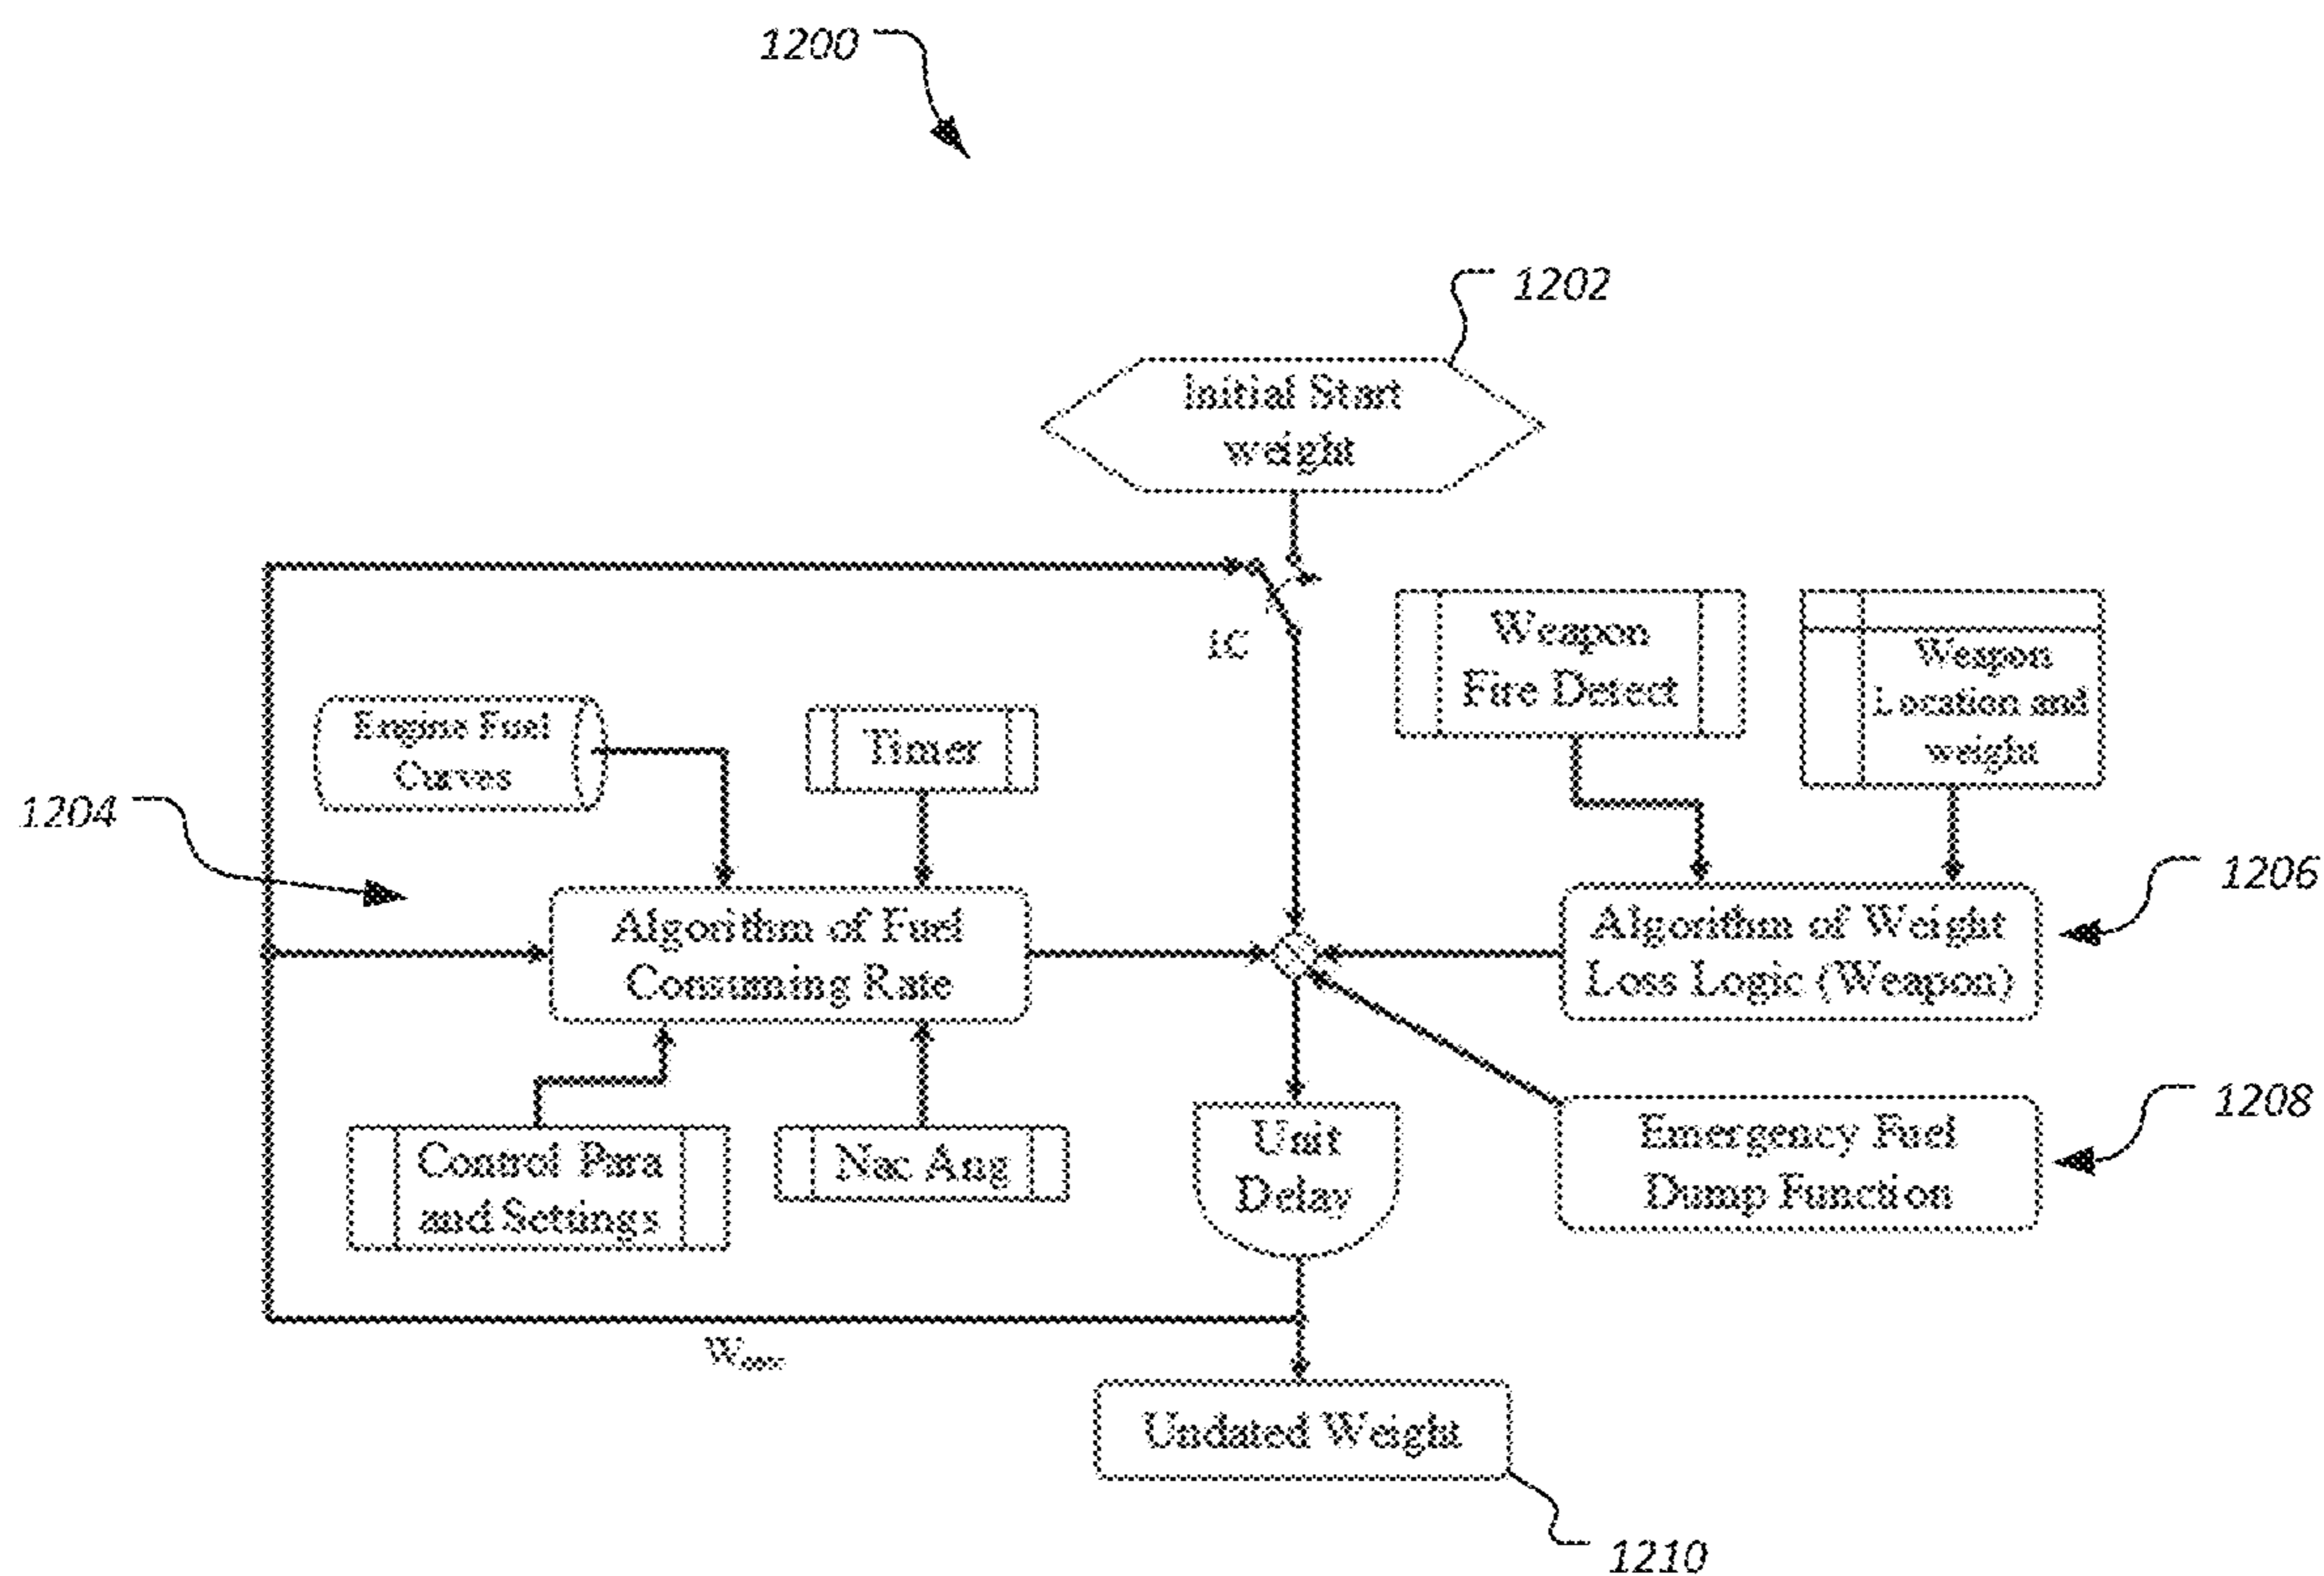 1200
1202
Initial Start
weight
IC
Weapon
Fire Detect
Weapon
Location and
weight
Engine Fuel
Curves
Timer
1204
1206
Algorithm of Fuel
Consuming Rate
Algorithm of Weight
Loss Logic (Weapon)
1208
Control Para
and Settings
Nac Ang
Unit
Delay
Emergency Fuel
Dump Function
Undated Weight
1210